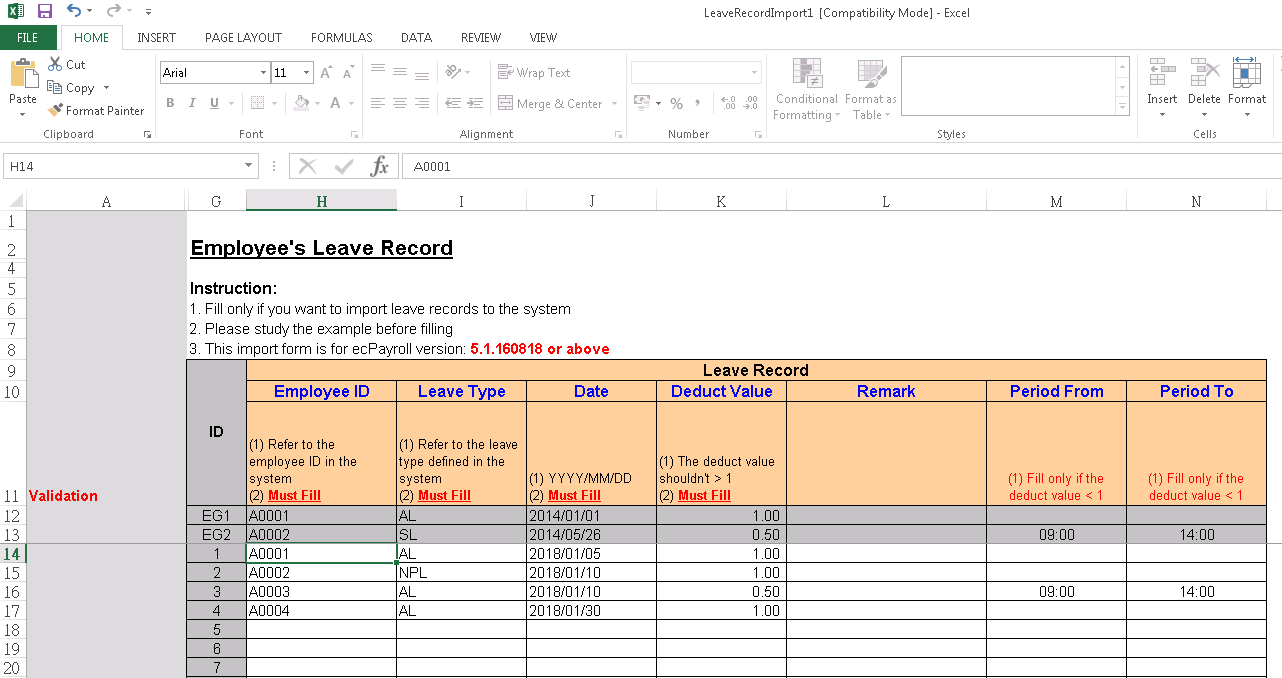 LeaveRecordImport1 [Compatibility Mode] - Excel
FILE HOME INSERT PAGE LAYOUT FORMULAS DATA REVIEW VIEW
Paste
Cut
Copy
Format Painter
Clipboard
Arial 11
B I U A
Font
Wrap Text
Merge & Center
Alignment
% ,
Number
Conditional Formatting
Format as Table
Styles
Insert Delete Format
Cells
H14 fx A0001
A G H I J K L M N
1
2 Employee's Leave Record
4
5 Instruction:
6 1. Fill only if you want to import leave records to the system
7 2. Please study the example before filling
8 3. This import form is for ecPayroll version: 5.1.160818 or above
9 Leave Record
10 Employee ID Leave Type Date Deduct Value Remark Period From Period To
ID
(1) Refer to the employee ID in the system
(2) Must Fill
(1) Refer to the leave type defined in the system
(2) Must Fill
(1) YYYY/MM/DD
(2) Must Fill
(1) The deduct value shouldn't > 1
(2) Must Fill
(1) Fill only if the deduct value < 1
(1) Fill only if the deduct value < 1
11 Validation
12 EG1 A0001 AL 2014/01/01 1.00
13 EG2 A0002 SL 2014/05/26 0.50 09:00 14:00
14 1 A0001 AL 2018/01/05 1.00
15 2 A0002 NPL 2018/01/10 1.00
16 3 A0003 AL 2018/01/10 0.50 09:00 14:00
17 4 A0004 AL 2018/01/30 1.00
18 5
19 6
20 7